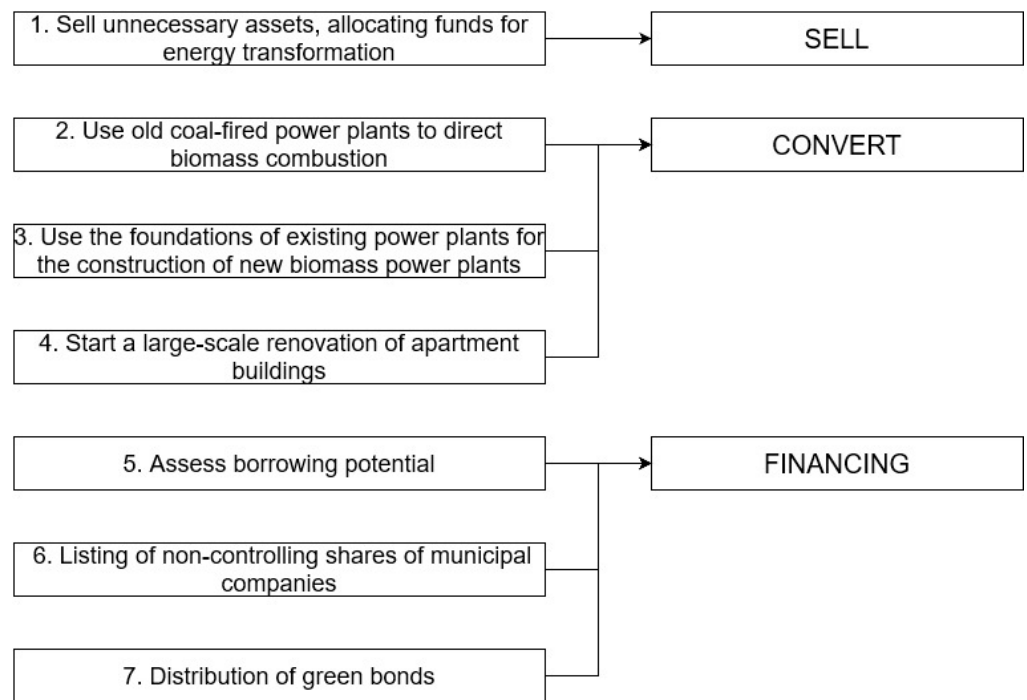 1. Sell unnecessary assets, allocating funds for
energy transformation
SELL
2. Use old coal-fired power plants to direct
biomass combustion
CONVERT
3. Use the foundations of existing power plants for
the construction of new biomass power plants
4. Start a large-scale renovation of apartment
buildings
5. Assess borrowing potential
FINANCING
6. Listing of non-controlling shares of municipal
companies
7. Distribution of green bonds